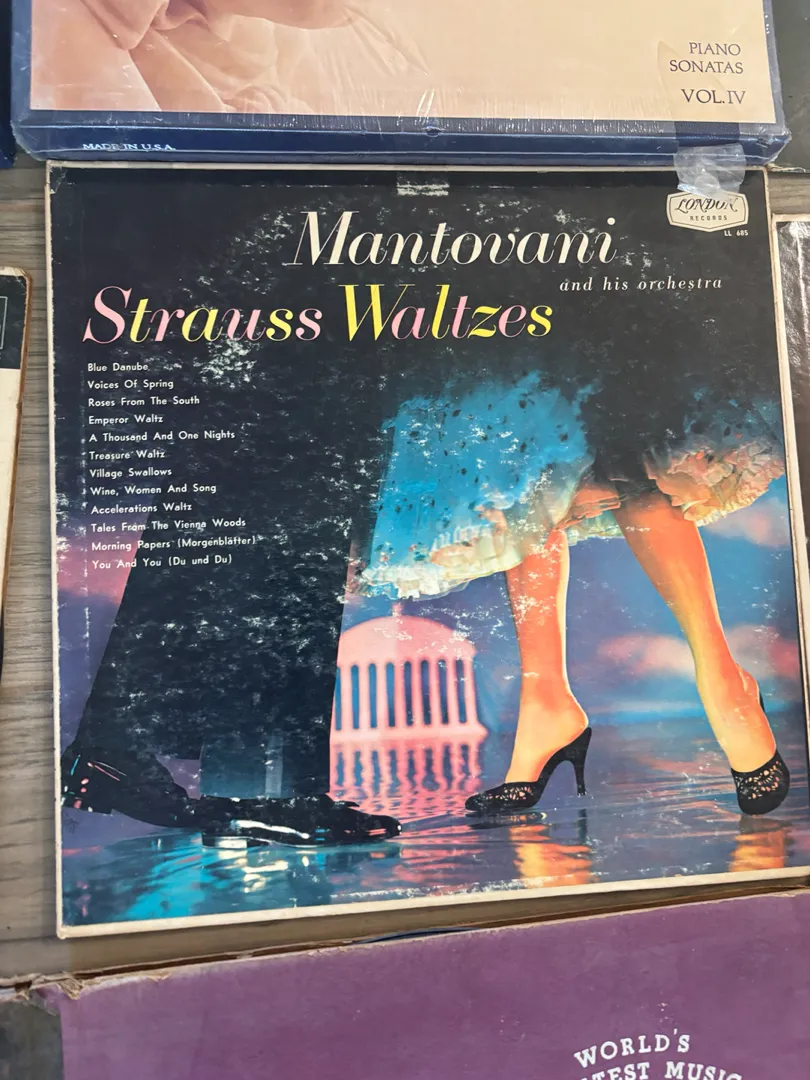 PIANO
SONATAS
VOL. IV
MADE IN U.S.A.
LONDON
RECORDS
LL 685
Mantovani
and his orchestra
Strauss Waltzes
Blue Danube
Voices Of Spring
Roses From The South
Emperor Waltz
A Thousand And One Nights
Treasure Waltz
Village Swallows
Wine, Women And Song
Accelerations Waltz
Tales From The Vienna Woods
Morning Papers (Morgenblätter)
You And You (Du und Du)
WORLD'S
TEST MUSIC